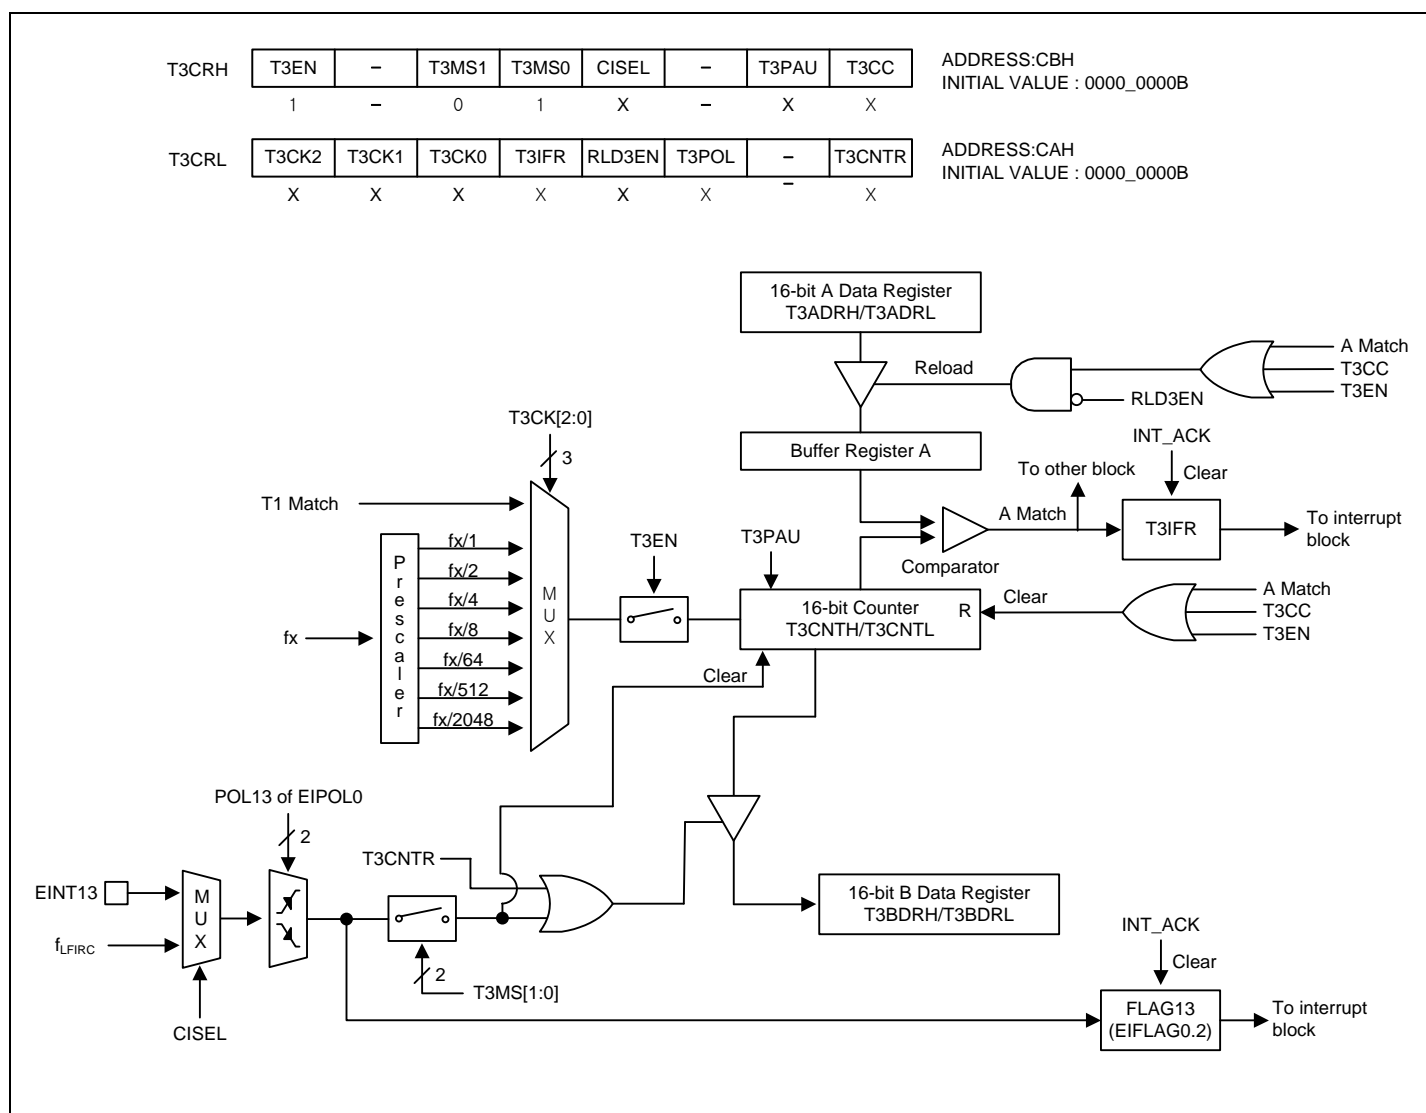 T3CRH T3EN – T3MS1 T3MS0 CISEL – T3PAU T3CC ADDRESS:CBH
INITIAL VALUE : 0000_0000B
1 – 0 1 X – X X
T3CRL T3CK2 T3CK1 T3CK0 T3IFR RLD3EN T3POL – T3CNTR ADDRESS:CAH
INITIAL VALUE : 0000_0000B
X X X X X X – X
16-bit A Data Register
T3ADRH/T3ADRL
Reload
A Match
T3CC
T3EN
RLD3EN
T3CK[2:0]
3
Buffer Register A
INT_ACK
Clear
To other block
T1 Match
A Match
T3IFR
To interrupt
block
Comparator
Prescaler
fx/1
fx/2
fx/4
fx/8
fx/64
fx/512
fx/2048
fx
MUX
T3EN
T3PAU
16-bit Counter
T3CNTH/T3CNTL
R
Clear
A Match
T3CC
T3EN
Clear
POL13 of EIPOL0
2
T3CNTR
EINT13
fLFIRC
MUX
CISEL
2
T3MS[1:0]
16-bit B Data Register
T3BDRH/T3BDRL
INT_ACK
Clear
FLAG13
(EIFLAG0.2)
To interrupt
block